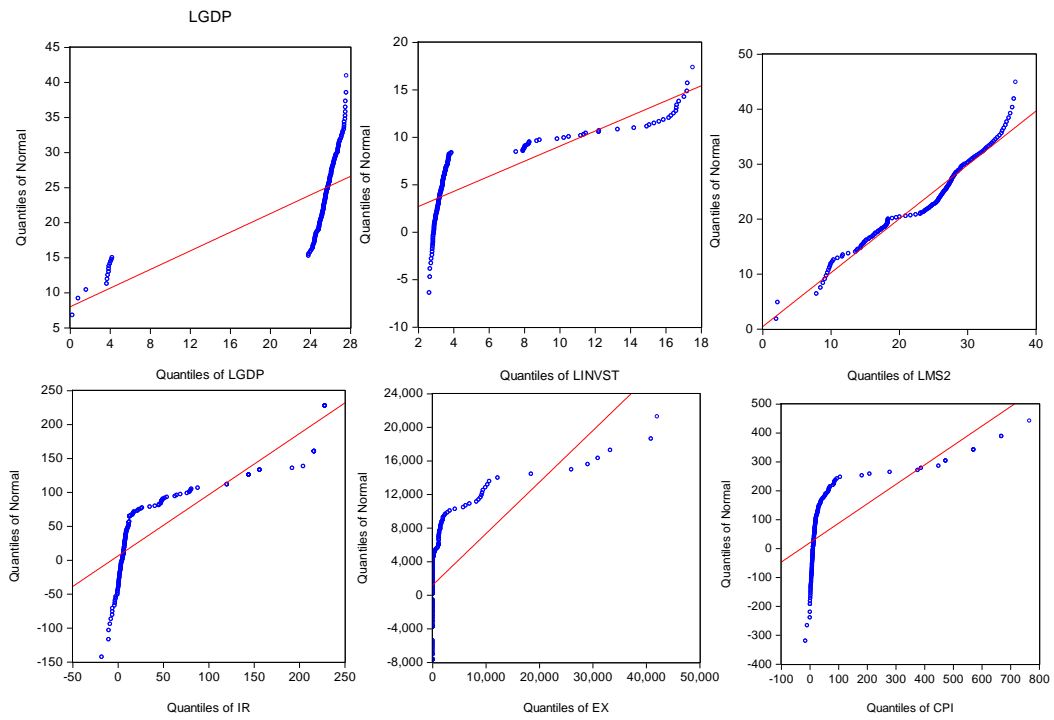 LGDP
45
40
35
30
25
20
15
10
5
0 4 8 12 16 20 24 28
Quantiles of Normal
Quantiles of LGDP
20
15
10
5
0
-5
-10
2 4 6 8 10 12 14 16 18
Quantiles of Normal
Quantiles of LINVST
50
40
30
20
10
0
0 10 20 30 40
Quantiles of Normal
Quantiles of LMS2
250
200
150
100
50
0
-50
-100
-150
-50 0 50 100 150 200 250
Quantiles of Normal
Quantiles of IR
24,000
20,000
16,000
12,000
8,000
4,000
0
-4,000
-8,000
0 10,000 20,000 30,000 40,000 50,000
Quantiles of Normal
Quantiles of EX
500
400
300
200
100
0
-100
-200
-300
-400
-100 0 100 200 300 400 500 600 700 800
Quantiles of Normal
Quantiles of CPI